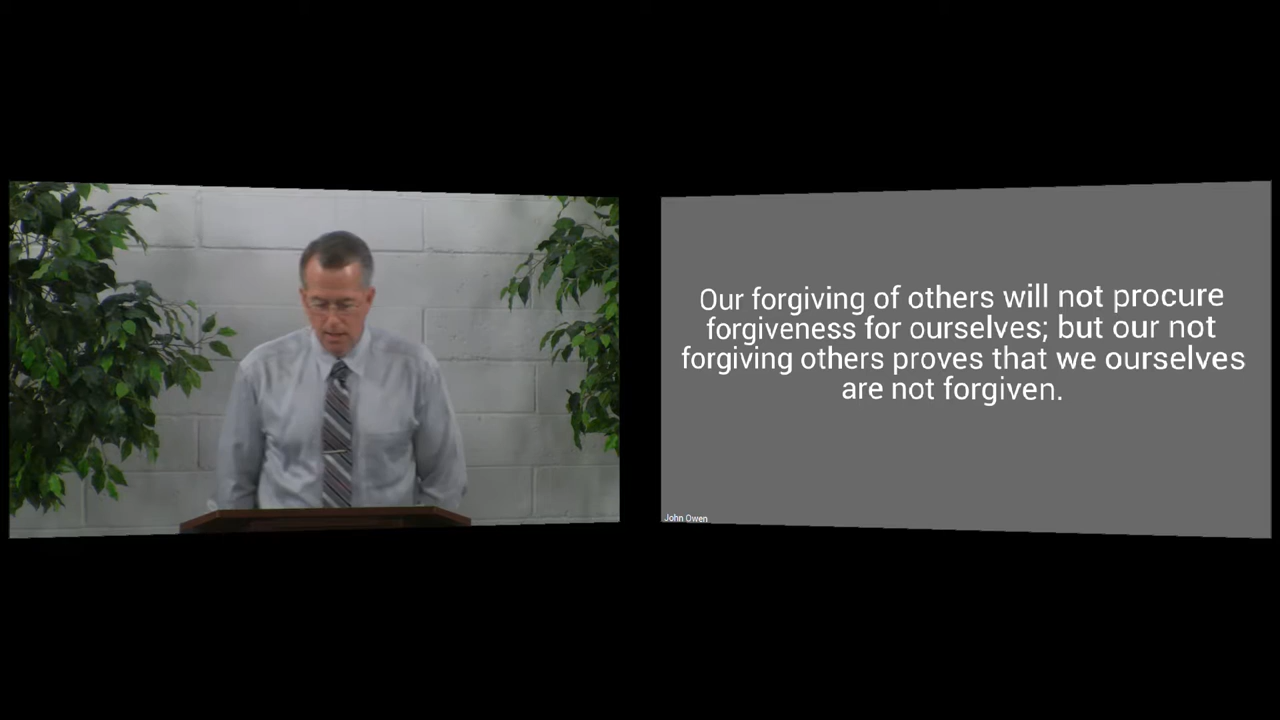 Our forgiving of others will not procure
forgiveness for ourselves; but our not
forgiving others proves that we ourselves
are not forgiven.
John Owen